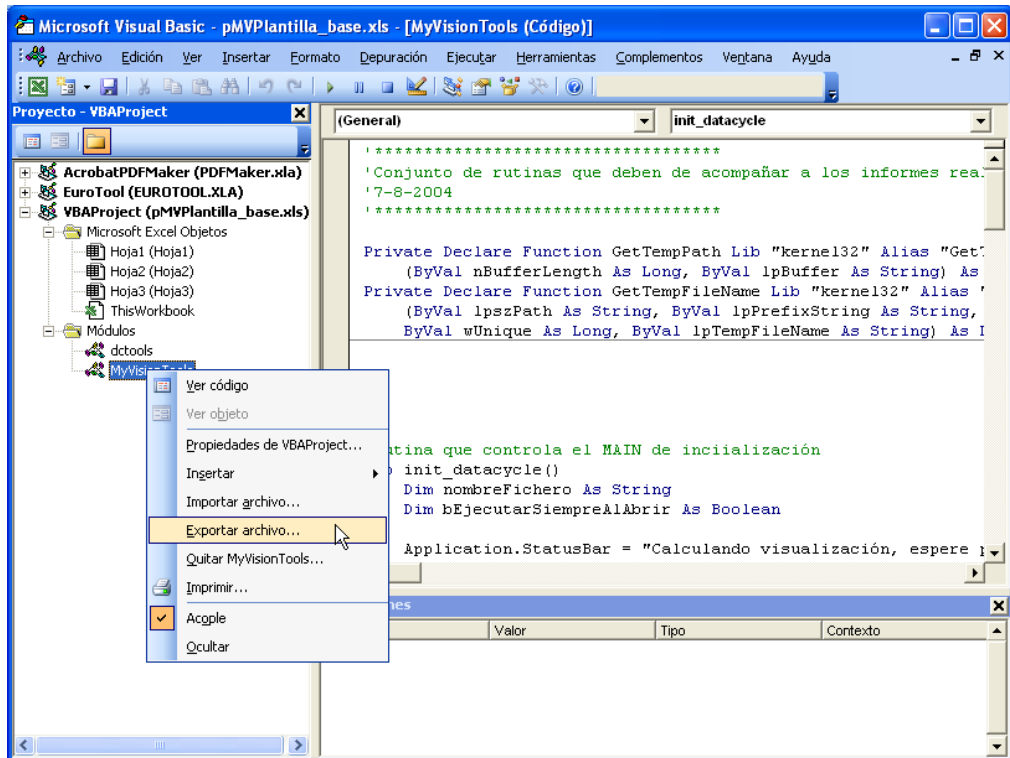 Microsoft Visual Basic - pMVPlantilla_base.xls - [MyVisionTools (Código)]
Archivo Edición Ver Insertar Formato Depuración Ejecutar Herramientas Complementos Ventana Ayuda
Proyecto - VBAProject
AcrobatPDFMaker (PDFMaker.xla)
EuroTool (EUROTOOL.XLA)
VBAProject (pMVPlantilla_base.xls)
Microsoft Excel Objetos
Hoja1 (Hoja1)
Hoja2 (Hoja2)
Hoja3 (Hoja3)
ThisWorkbook
Módulos
dctools
MyVisionTools
Ver código
Ver objeto
Propiedades de VBAProject...
Insertar
Importar archivo...
Exportar archivo...
Quitar MyVisionTools...
Imprimir...
Acople
Ocultar
(General) init_datacycle
'***********************************
'Conjunto de rutinas que deben de acompañar a los informes rea
'7-8-2004
'***********************************
Private Declare Function GetTempPath Lib "kernel32" Alias "GetT
(ByVal nBufferLength As Long, ByVal lpBuffer As String) As
Private Declare Function GetTempFileName Lib "kernel32" Alias "
(ByVal lpszPath As String, ByVal lpPrefixString As String,
ByVal wUnique As Long, ByVal lpTempFileName As String) As
utina que controla el MAIN de inciialización
init_datacycle()
Dim nombreFichero As String
Dim bEjecutarSiempreAlAbrir As Boolean
Application.StatusBar = "Calculando visualización, espere p
nes
Valor Tipo Contexto